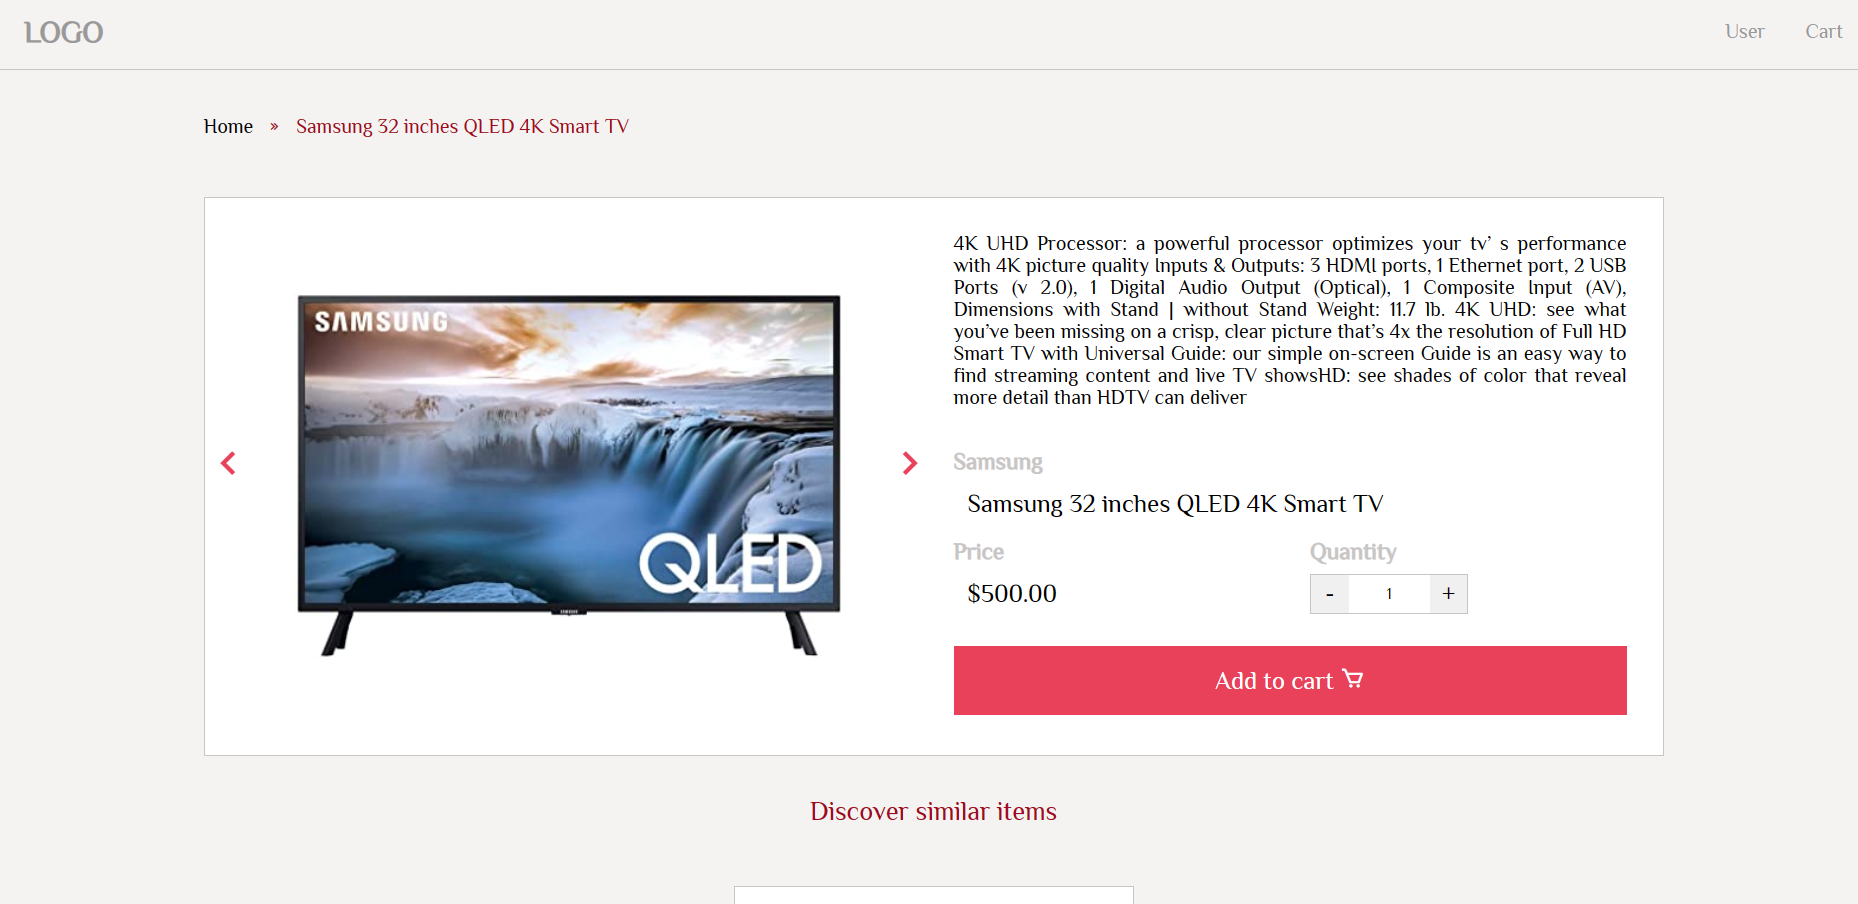 LOGO
User Cart
Home » Samsung 32 inches QLED 4K Smart TV
SAMSUNG
QLED
SAMSUNG
4K UHD Processor: a powerful processor optimizes your tv’ s performance
with 4K picture quality Inputs & Outputs: 3 HDMI ports, 1 Ethernet port, 2 USB
Ports (v 2.0), 1 Digital Audio Output (Optical), 1 Composite Input (AV),
Dimensions with Stand | without Stand Weight: 11.7 lb. 4K UHD: see what
you’ve been missing on a crisp, clear picture that’s 4x the resolution of Full HD
Smart TV with Universal Guide: our simple on-screen Guide is an easy way to
find streaming content and live TV showsHD: see shades of color that reveal
more detail than HDTV can deliver
Samsung
Samsung 32 inches QLED 4K Smart TV
Price
$500.00
Quantity
- 1 +
Add to cart
Discover similar items